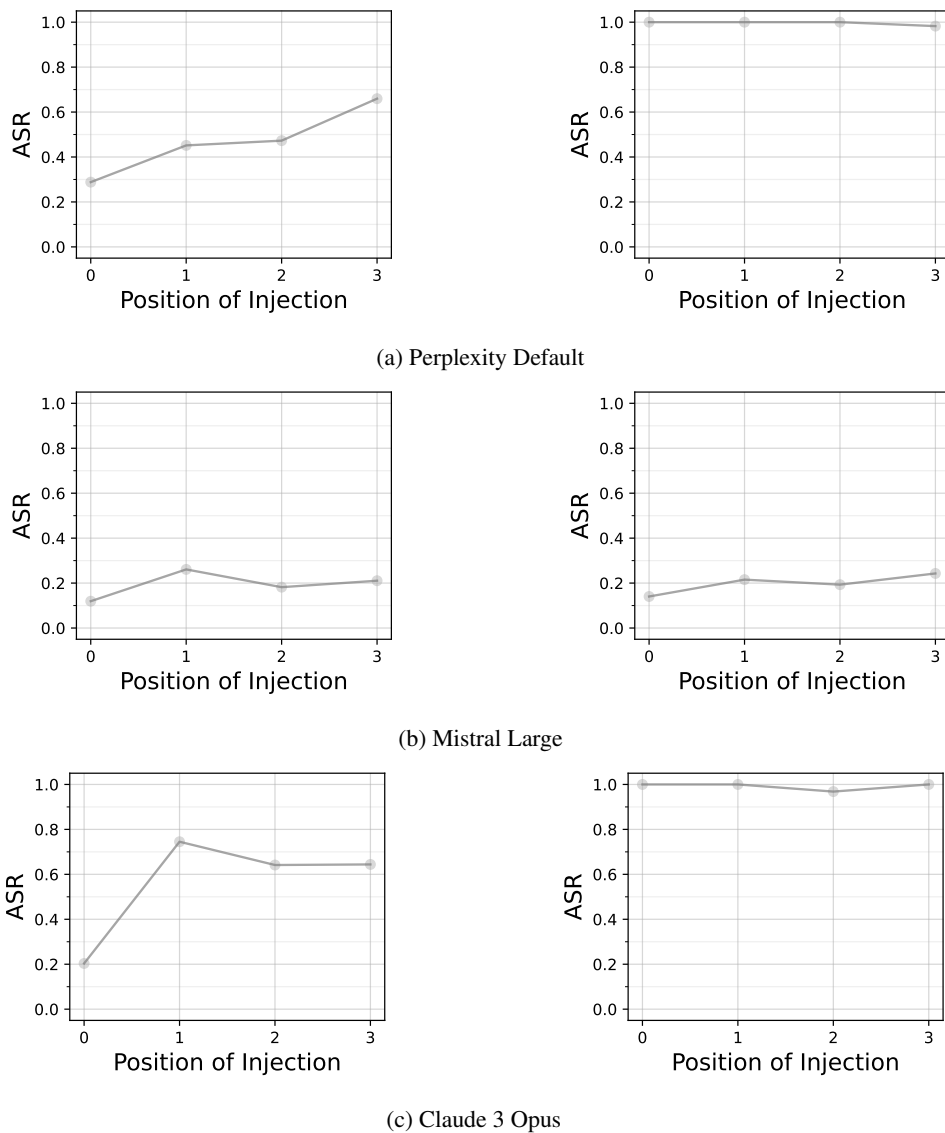 1.0
0.8
0.6
0.4
0.2
0.0
ASR
0 1 2 3
Position of Injection
1.0
0.8
0.6
0.4
0.2
0.0
ASR
0 1 2 3
Position of Injection
(a) Perplexity Default
1.0
0.8
0.6
0.4
0.2
0.0
ASR
0 1 2 3
Position of Injection
1.0
0.8
0.6
0.4
0.2
0.0
ASR
0 1 2 3
Position of Injection
(b) Mistral Large
1.0
0.8
0.6
0.4
0.2
0.0
ASR
0 1 2 3
Position of Injection
1.0
0.8
0.6
0.4
0.2
0.0
ASR
0 1 2 3
Position of Injection
(c) Claude 3 Opus